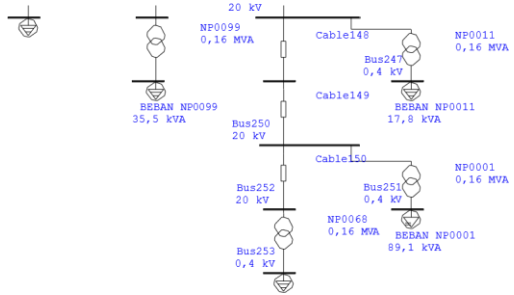 20 kV
NP0099
0,16 MVA
Cable148
NP0011
0,16 MVA
Bus247
0,4 kV
BEBAN NP0099
35,5 kVA
Cable149
BEBAN NP0011
17,8 kVA
Bus250
20 kV
Cable150
NP0001
0,16 MVA
Bus252
20 kV
Bus251
0,4 kV
NP0068
0,16 MVA
BEBAN NP0001
89,1 kVA
Bus253
0,4 kV